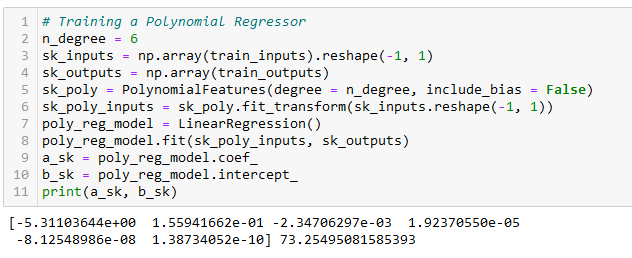 1 # Training a Polynomial Regressor
2 n_degree = 6
3 sk_inputs = np.array(train_inputs).reshape(-1, 1)
4 sk_outputs = np.array(train_outputs)
5 sk_poly = PolynomialFeatures(degree = n_degree, include_bias = False)
6 sk_poly_inputs = sk_poly.fit_transform(sk_inputs.reshape(-1, 1))
7 poly_reg_model = LinearRegression()
8 poly_reg_model.fit(sk_poly_inputs, sk_outputs)
9 a_sk = poly_reg_model.coef_
10 b_sk = poly_reg_model.intercept_
11 print(a_sk, b_sk)
[-5.31103644e+00 1.55941662e-01 -2.34706297e-03 1.92370550e-05
-8.12548986e-08 1.38734052e-10] 73.25495081585393